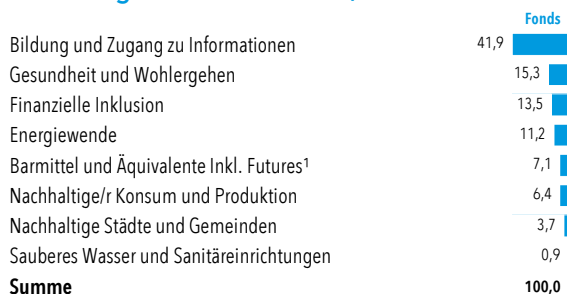 Fonds
Bildung und Zugang zu Informationen 41,9
Gesundheit und Wohlergehen 15,3
Finanzielle Inklusion 13,5
Energiewende 11,2
Barmittel und Äquivalente Inkl. Futures¹ 7,1
Nachhaltige/r Konsum und Produktion 6,4
Nachhaltige Städte und Gemeinden 3,7
Sauberes Wasser und Sanitäreinrichtungen 0,9
Summe 100,0